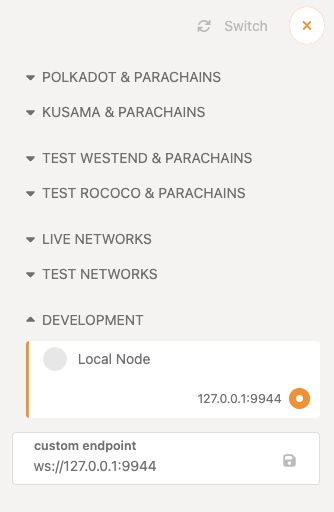 Switch
POLKADOT & PARACHAINS
KUSAMA & PARACHAINS
TEST WESTEND & PARACHAINS
TEST ROCOCO & PARACHAINS
LIVE NETWORKS
TEST NETWORKS
DEVELOPMENT
Local Node
127.0.0.1:9944
custom endpoint
ws://127.0.0.1:9944